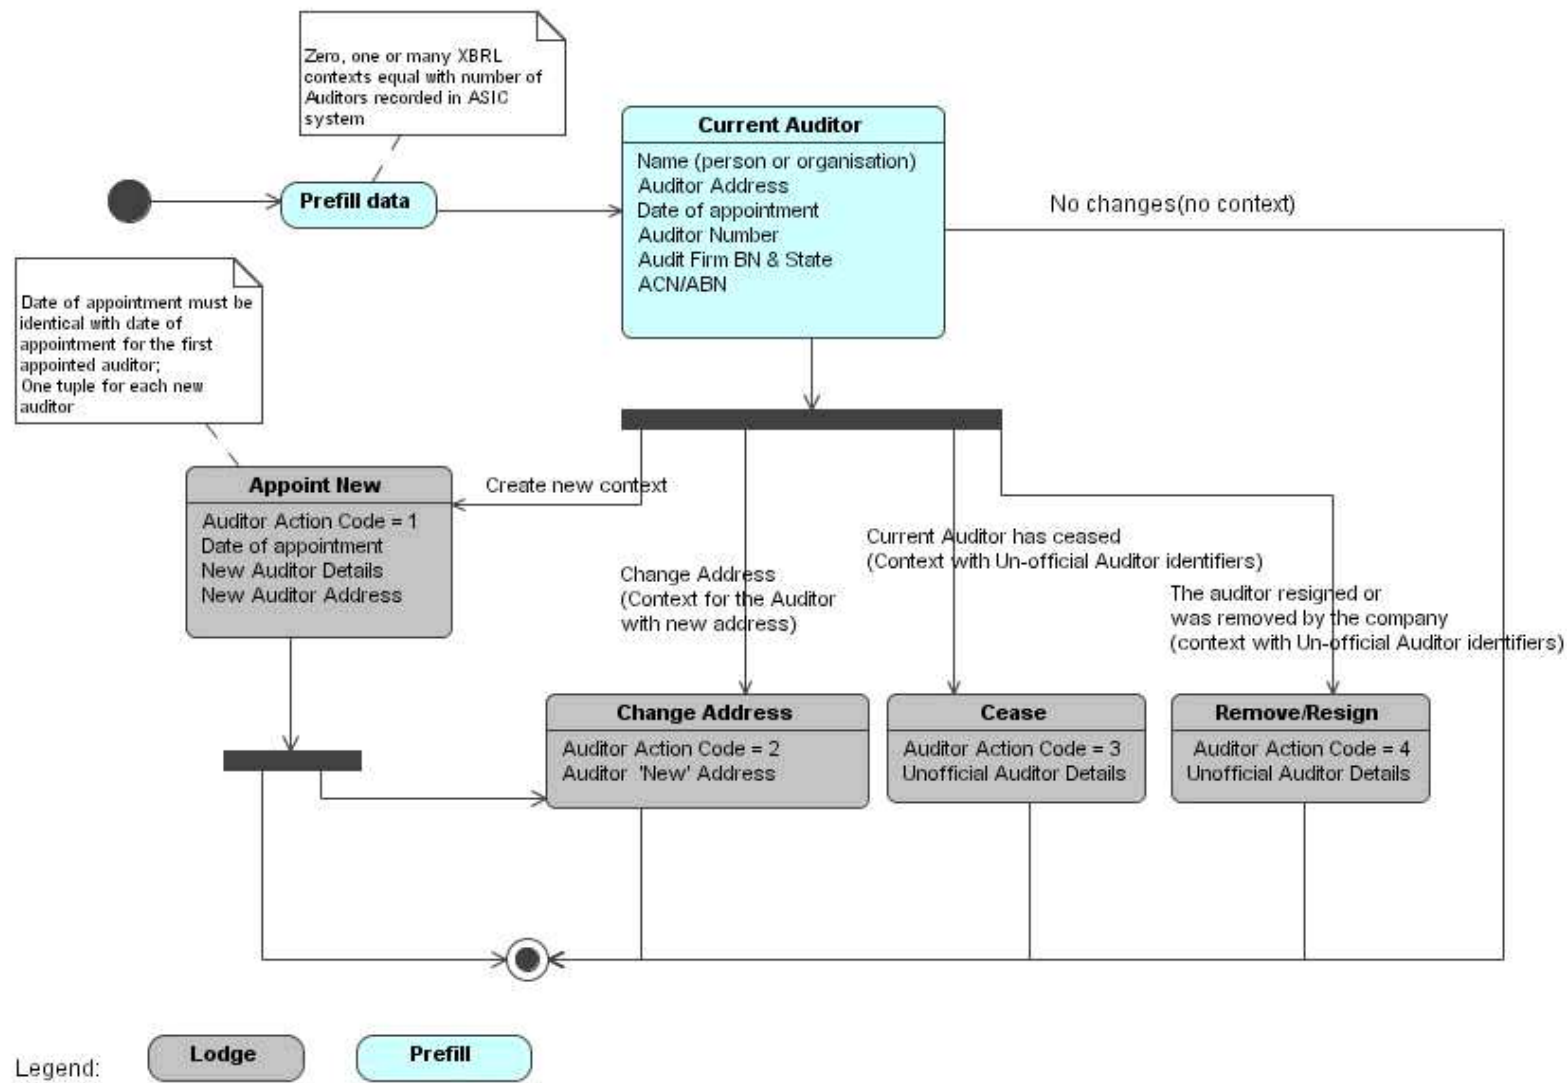 Zero, one or many XBRL
contexts equal with number of
Auditors recorded in ASIC
system
Prefill data
Current Auditor
Name (person or organisation)
Auditor Address
Date of appointment
Auditor Number
Audit Firm BN & State
ACN/ABN
No changes(no context)
Date of appointment must be
identical with date of
appointment for the first
appointed auditor;
One tuple for each new
auditor
Appoint New
Auditor Action Code = 1
Date of appointment
New Auditor Details
New Auditor Address
Create new context
Change Address
(Context for the Auditor
with new address)
Current Auditor has ceased
(Context with Un-official Auditor identifiers)
The auditor resigned or
was removed by the company
(context with Un-official Auditor identifiers)
Change Address
Auditor Action Code = 2
Auditor 'New' Address
Cease
Auditor Action Code = 3
Unofficial Auditor Details
Remove/Resign
Auditor Action Code = 4
Unofficial Auditor Details
Legend:
Lodge
Prefill